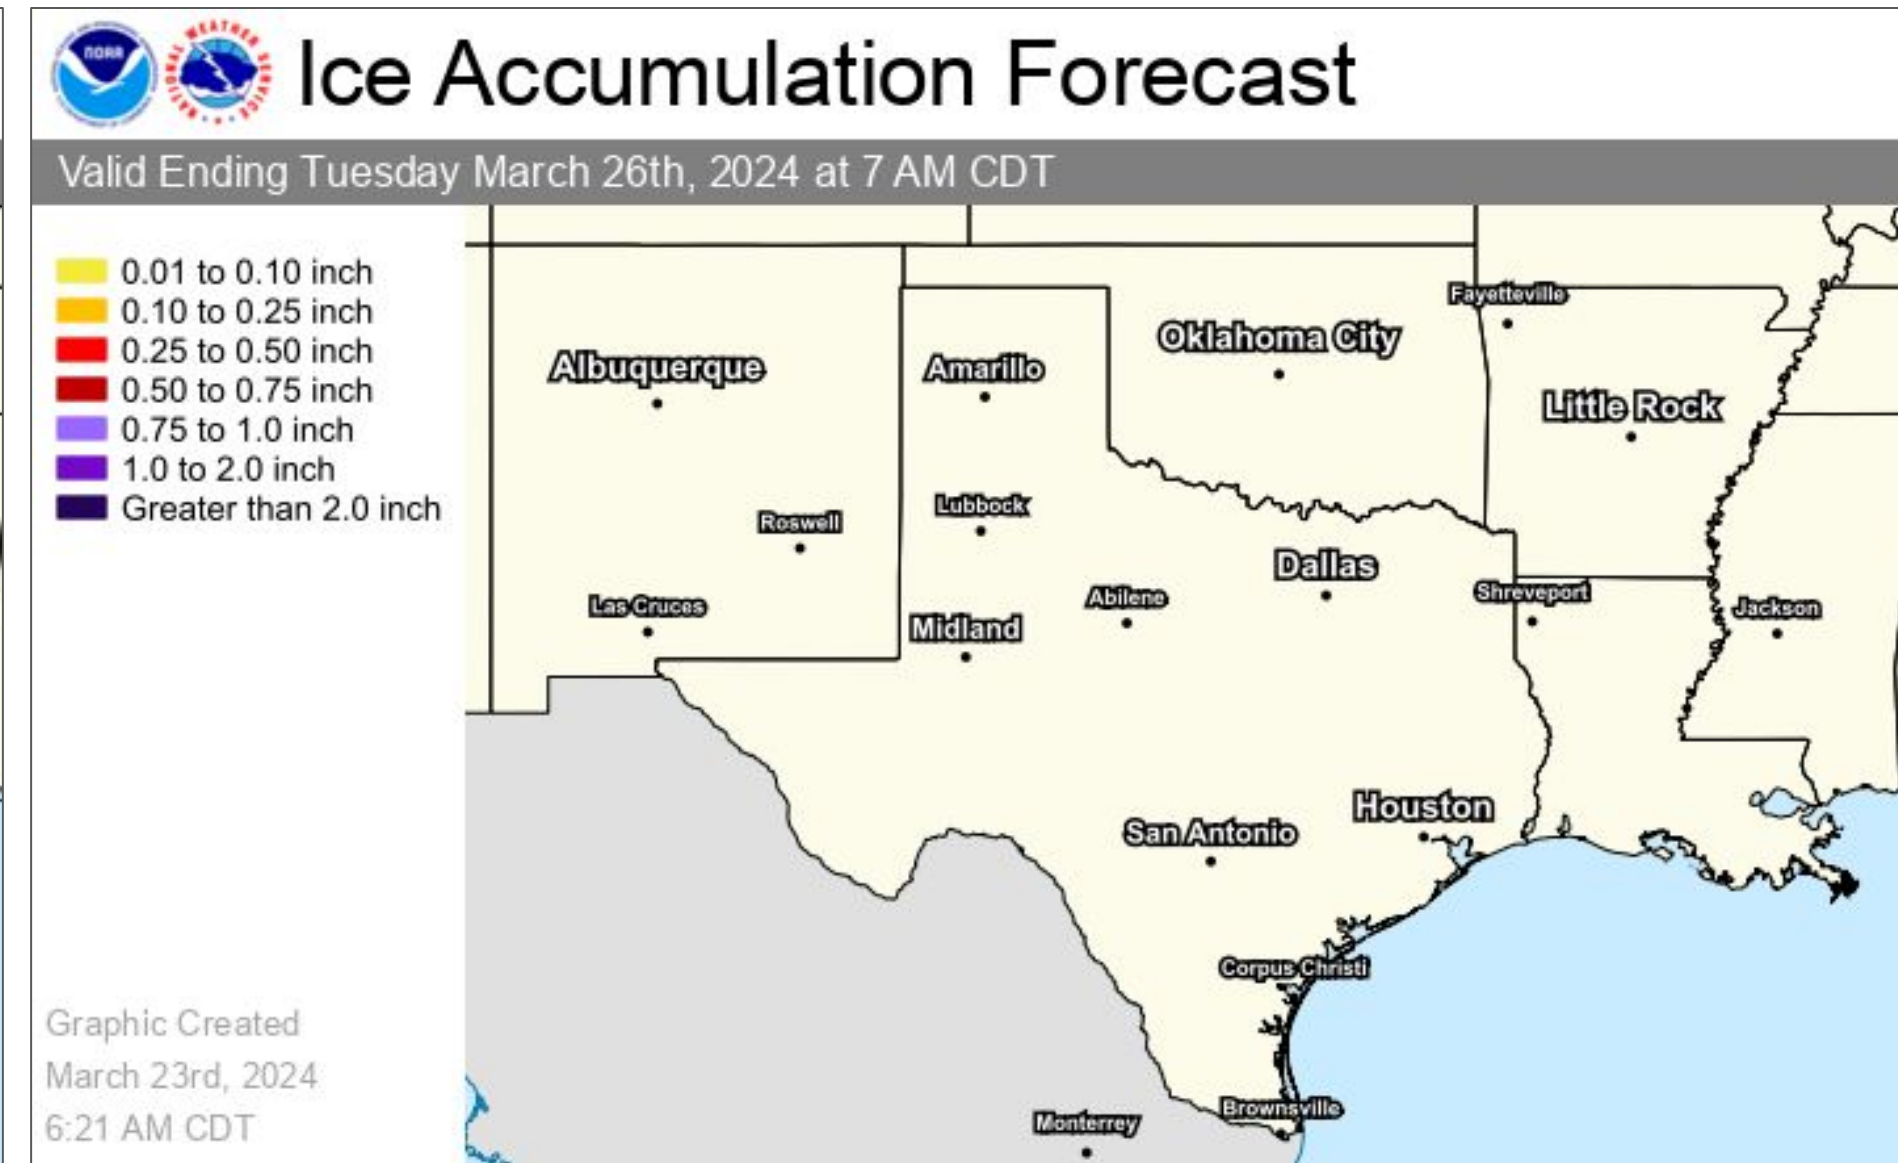 noaa
NATIONAL WEATHER SERVICE
Ice Accumulation Forecast
Valid Ending Tuesday March 26th, 2024 at 7 AM CDT
0.01 to 0.10 inch
0.10 to 0.25 inch
0.25 to 0.50 inch
0.50 to 0.75 inch
0.75 to 1.0 inch
1.0 to 2.0 inch
Greater than 2.0 inch
Fayetteville
Oklahoma City
Albuquerque
Amarillo
Little Rock
Lubbock
Roswell
Dallas
Shreveport
Abilene
Las Cruces
Jackson
Midland
Houston
San Antonio
Corpus Christi
Brownsville
Monterrey
Graphic Created
March 23rd, 2024
6:21 AM CDT